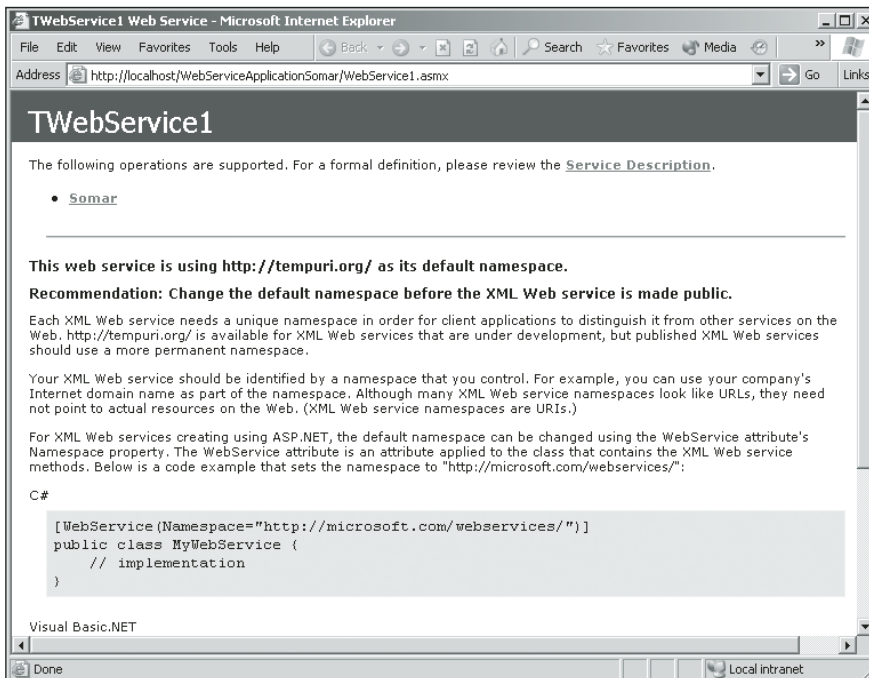 TWebService1 Web Service - Microsoft Internet Explorer
File Edit View Favorites Tools Help Back Search Favorites Media »
Address http://localhost/WebServiceApplicationSomar/WebService1.asmx Go Links
TWebService1
The following operations are supported. For a formal definition, please review the Service Description.
• Somar
This web service is using http://tempuri.org/ as its default namespace.
Recommendation: Change the default namespace before the XML Web service is made public.
Each XML Web service needs a unique namespace in order for client applications to distinguish it from other services on the
Web. http://tempuri.org/ is available for XML Web services that are under development, but published XML Web services
should use a more permanent namespace.
Your XML Web service should be identified by a namespace that you control. For example, you can use your company's
Internet domain name as part of the namespace. Although many XML Web service namespaces look like URLs, they need
not point to actual resources on the Web. (XML Web service namespaces are URIs.)
For XML Web services creating using ASP.NET, the default namespace can be changed using the WebService attribute's
Namespace property. The WebService attribute is an attribute applied to the class that contains the XML Web service
methods. Below is a code example that sets the namespace to "http://microsoft.com/webservices/":
C#
[WebService(Namespace="http://microsoft.com/webservices/")]
public class MyWebService {
// implementation
}
Visual Basic.NET
Done Local intranet